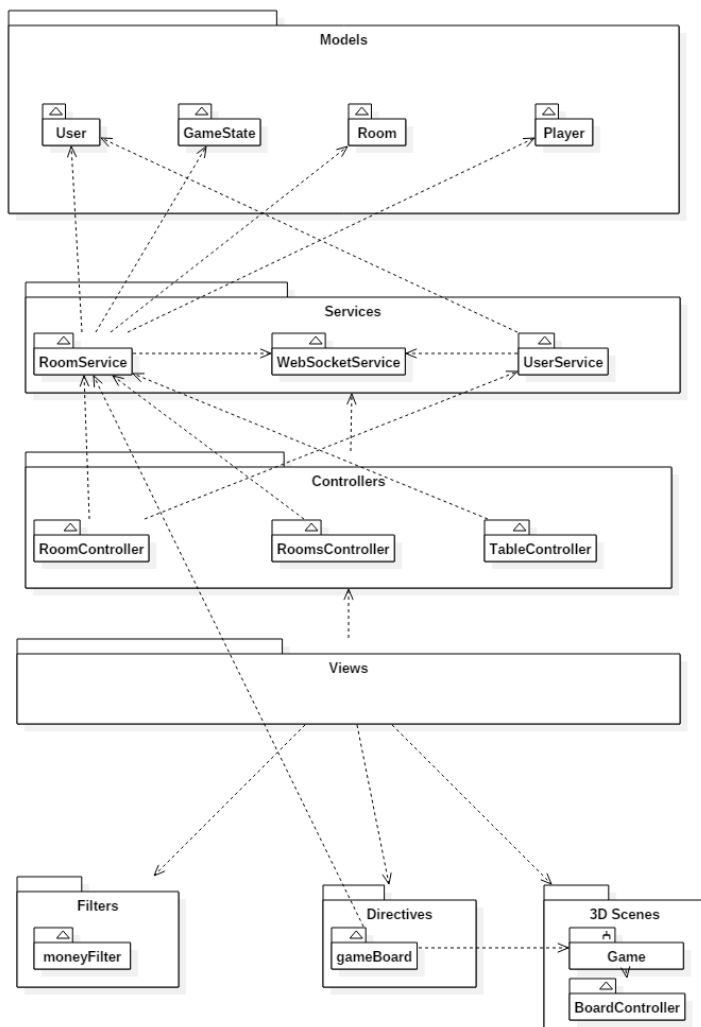 Models
User
GameState
Room
Player
Services
RoomService
WebSocketService
UserService
Controllers
RoomController
RoomsController
TableController
Views
Filters
moneyFilter
Directives
gameBoard
3D Scenes
Game
BoardController